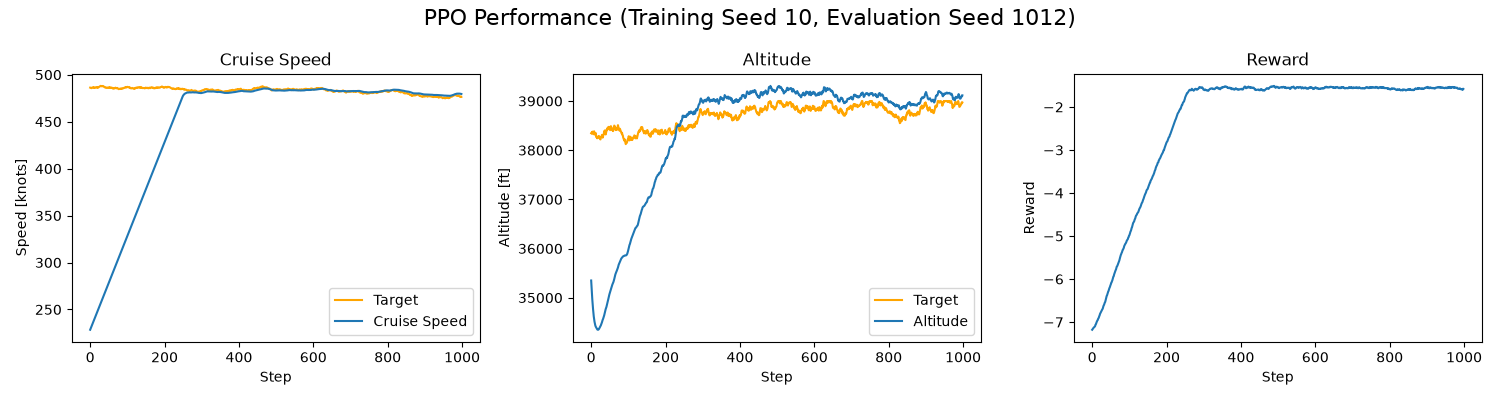 PPO Performance (Training Seed 10, Evaluation Seed 1012)
Cruise Speed
Speed [knots]
500
450
400
350
300
250
0 200 400 600 800 1000
Step
Target
Cruise Speed
Altitude
Altitude [ft]
39000
38000
37000
36000
35000
0 200 400 600 800 1000
Step
Target
Altitude
Reward
Reward
−2
−3
−4
−5
−6
−7
0 200 400 600 800 1000
Step